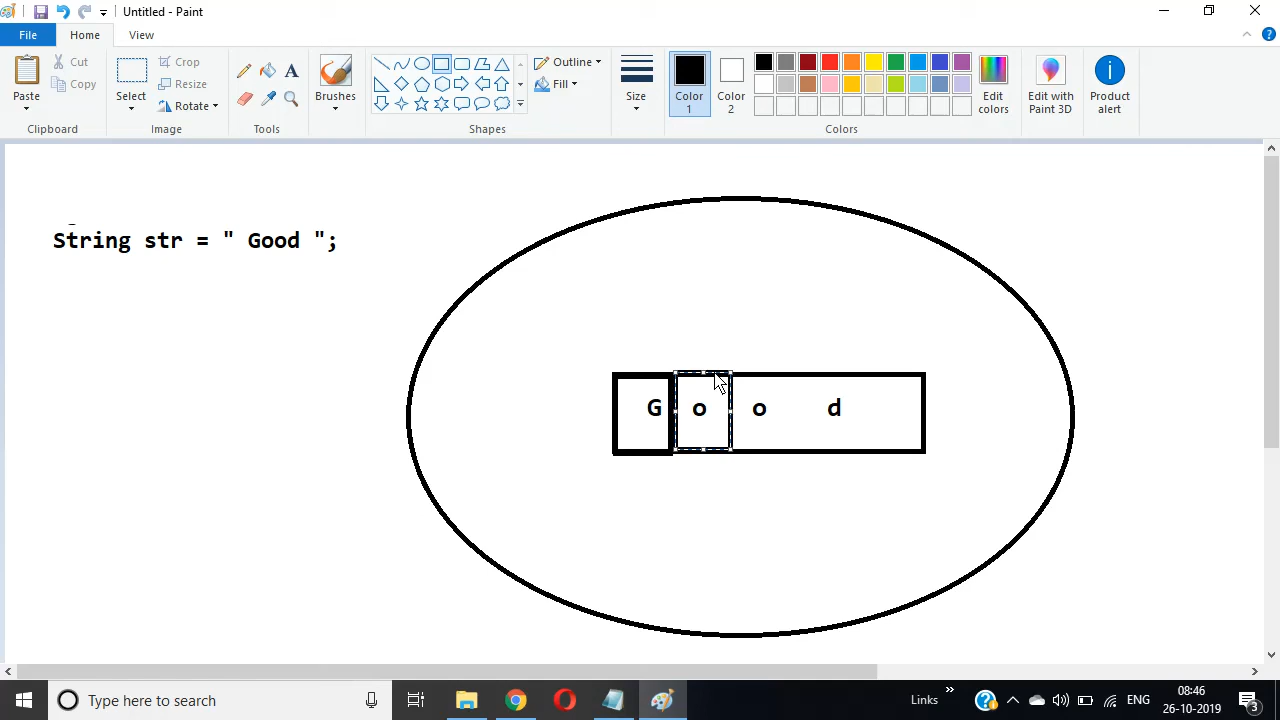 Untitled - Paint
File
Home
View
Paste
Cut
Copy
Clipboard
Select
Crop
Resize
Rotate
Image
A
Tools
Brushes
Outline
Fill
Shapes
Size
Color
1
Color
2
Colors
Edit
colors
Edit with
Paint 3D
Product
alert
String str = " Good ";
G o o d
Type here to search
Links
ENG
08:46
26-10-2019
3